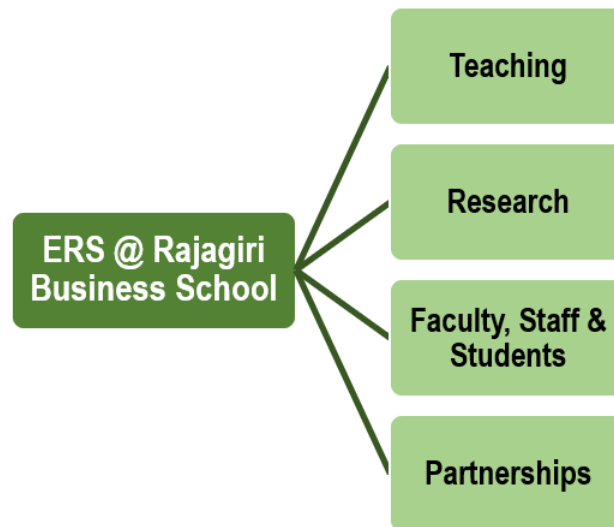 ERS @ Rajagiri
Business School
Teaching
Research
Faculty, Staff &
Students
Partnerships